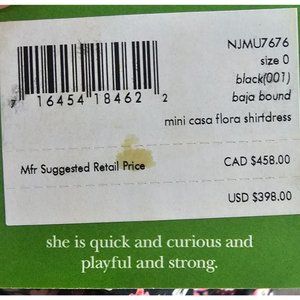 NJMU7676
size 0
black(001)
baja bound
mini casa flora shirtdress
7 16454 18462 2
Mfr Suggested Retail Price
CAD $458.00
USD $398.00
she is quick and curious and
playful and strong.